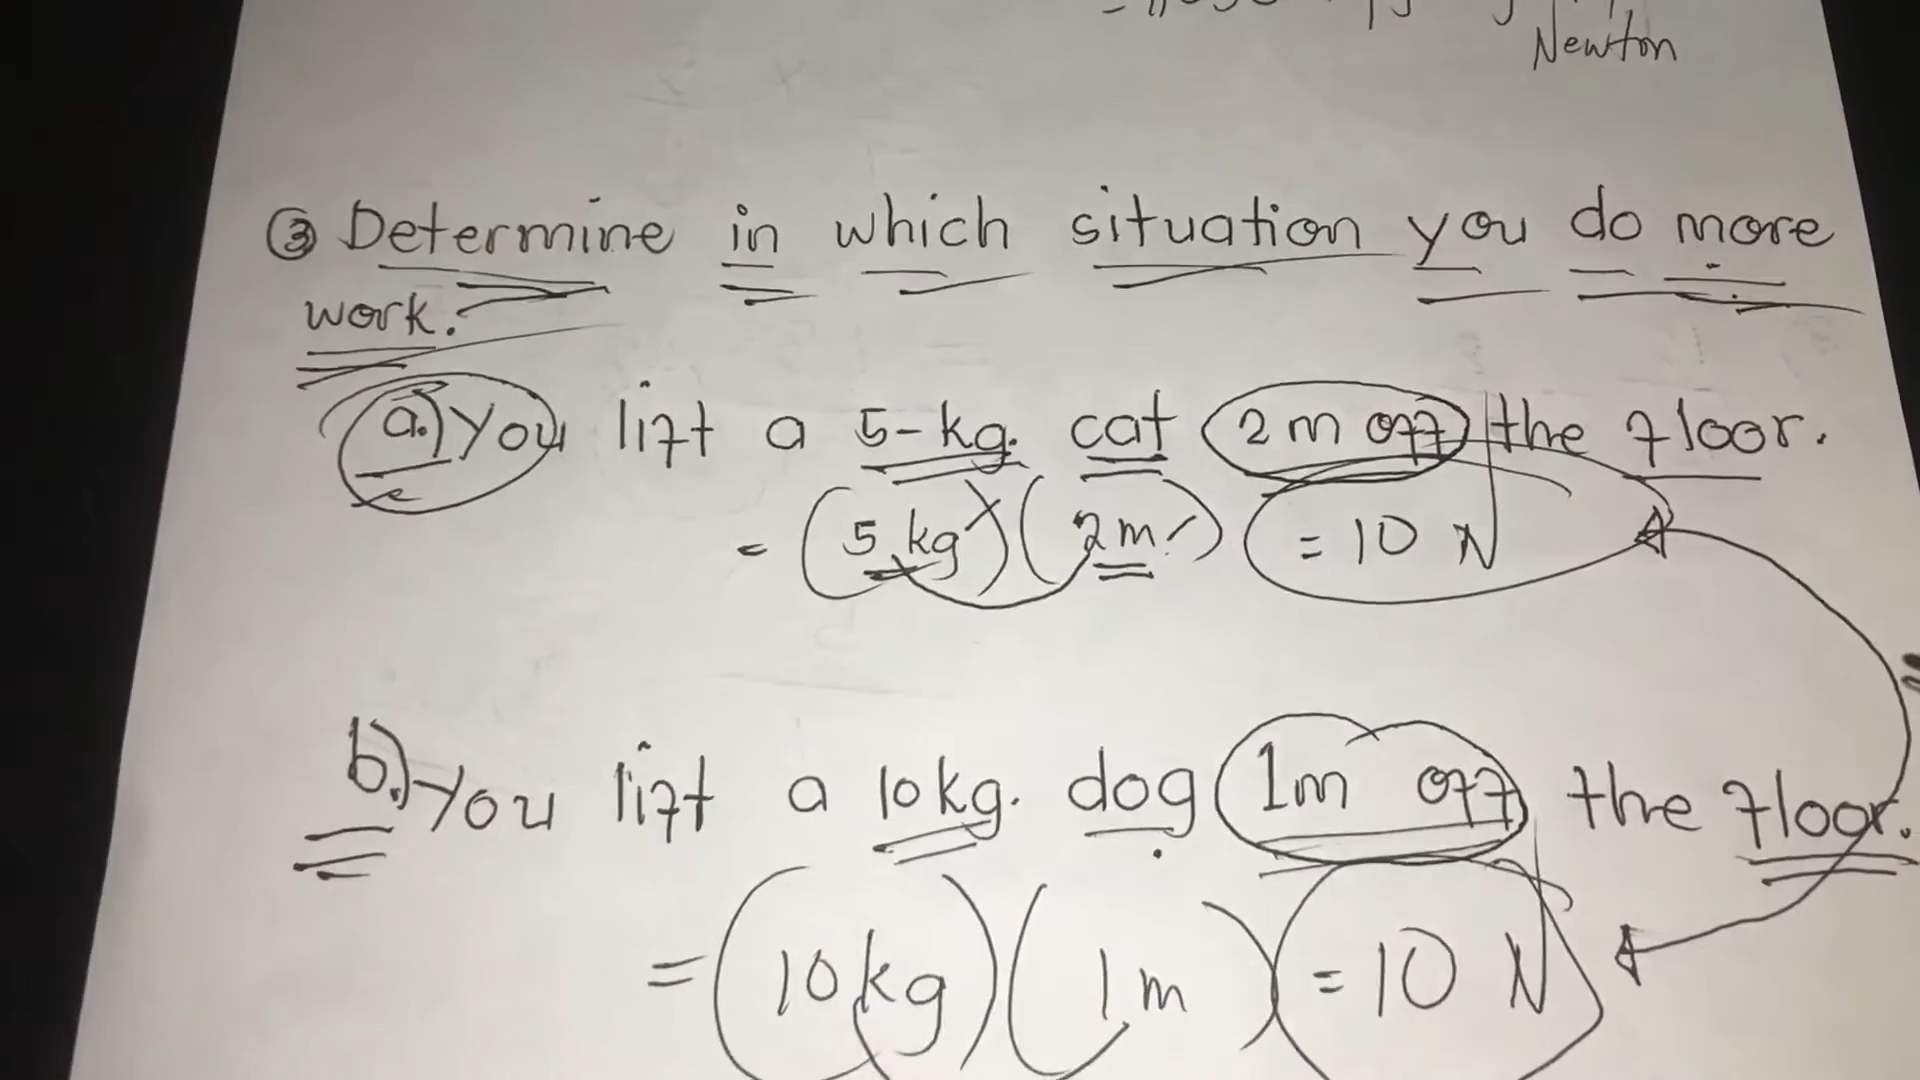 Newton
③ Determine in which situation you do more
work.
a.) You lift a 5-kg. cat 2m off the floor.
= (5 kg) (2m) = 10 N
b.) You lift a 10kg. dog 1m off the floor.
= (10kg) (1m) = 10 N